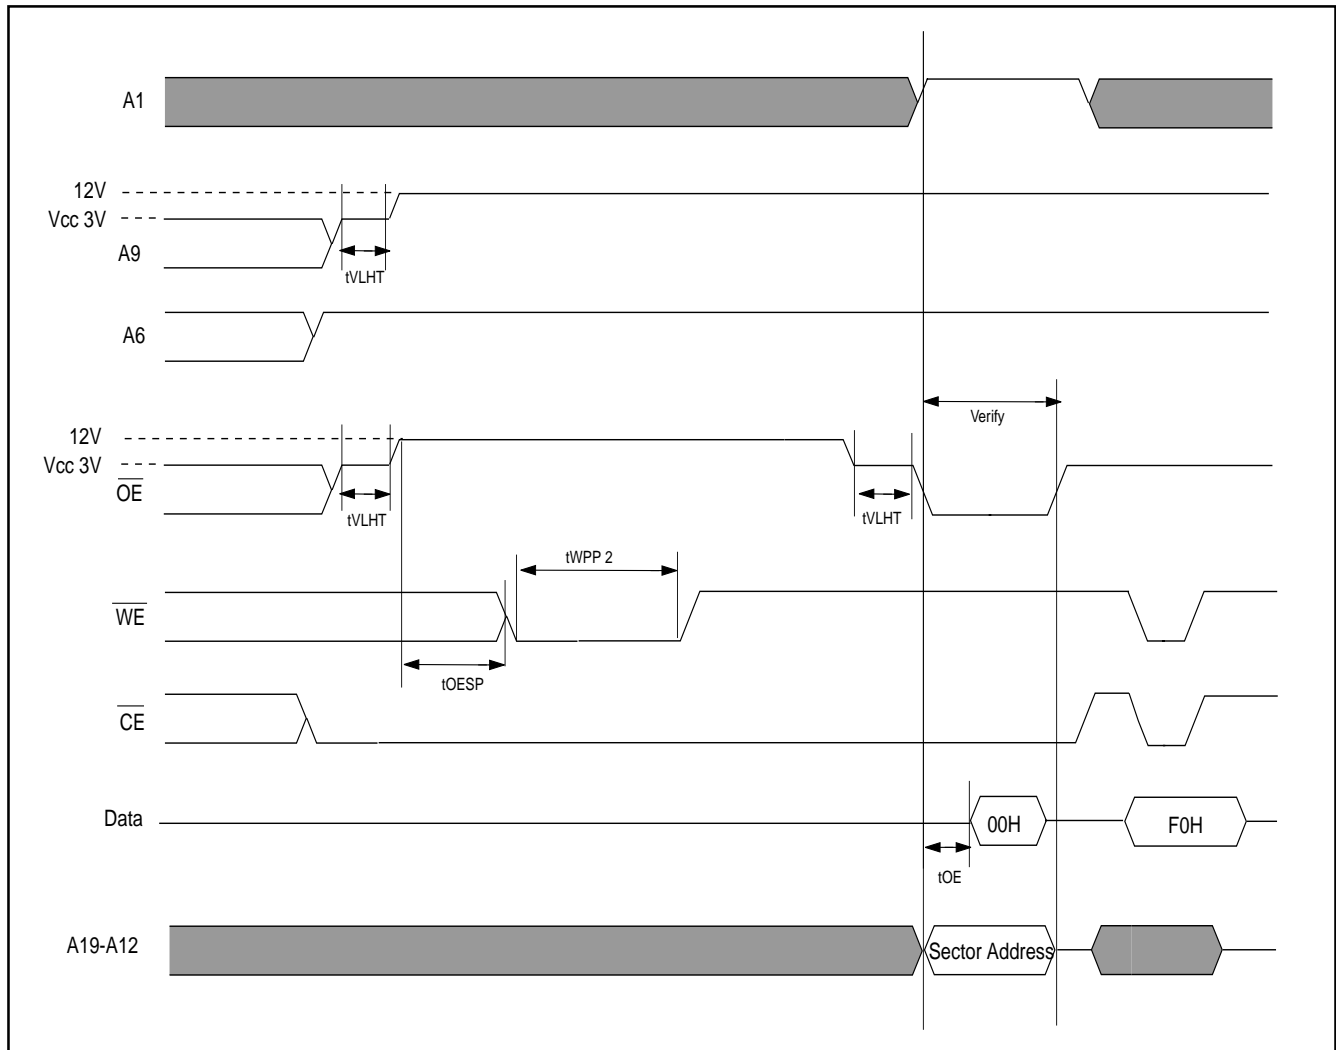 A1
12V
Vcc 3V
A9
tVLHT
A6
Verify
12V
Vcc 3V
OE
tVLHT
tVLHT
tWPP 2
WE
tOESP
CE
Data
00H
F0H
tOE
A19-A12
Sector Address